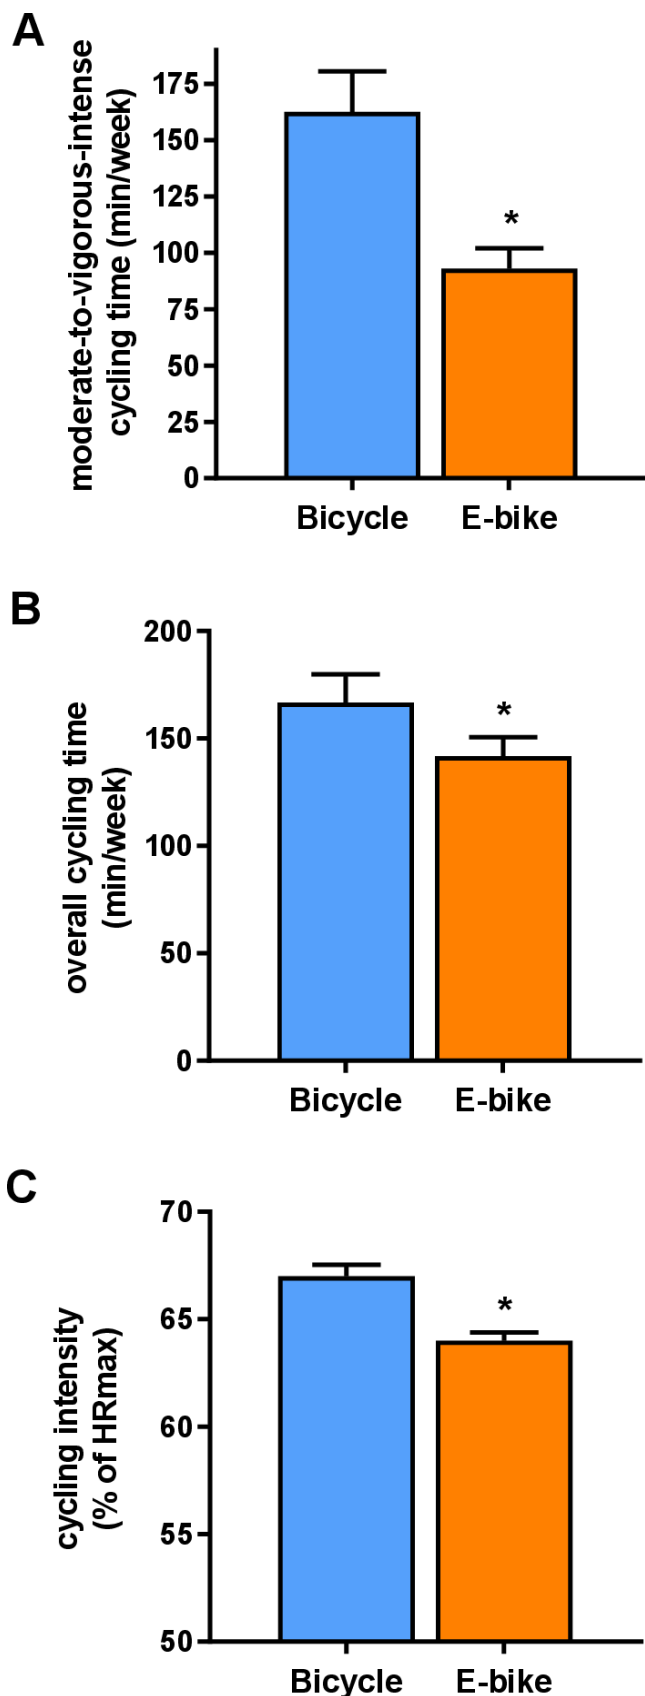 A
moderate-to-vigorous-intense
cycling time (min/week)
175
150
125
100
75
50
25
0
*
Bicycle E-bike
B
overall cycling time
(min/week)
200
150
100
50
0
*
Bicycle E-bike
C
cycling intensity
(% of HRmax)
70
65
60
55
50
*
Bicycle E-bike